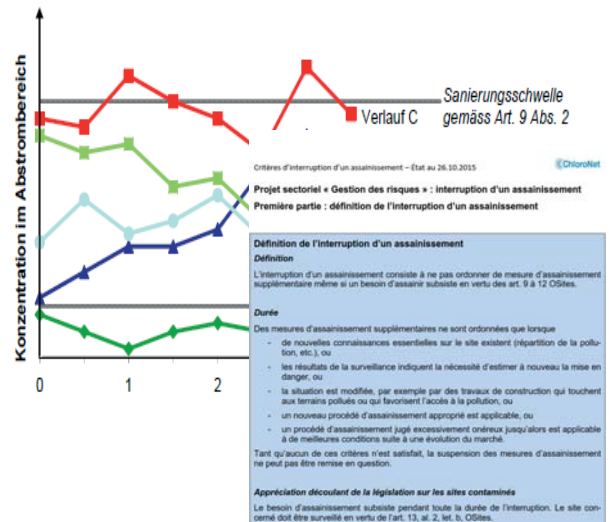 Konzentration im Abstrombereich
Sanierungsschwelle
gemäss Art. 9 Abs. 2
Verlauf C
0
1
2
Critères d'interruption d'un assainissement – État au 26.10.2015
ChloroNet
Projet sectoriel « Gestion des risques » : interruption d'un assainissement
Première partie : définition de l'interruption d'un assainissement
Définition de l'interruption d'un assainissement
Définition
L'interruption d'un assainissement consiste à ne pas ordonner de mesure d'assainissement
supplémentaire même si un besoin d'assainir subsiste en vertu des art. 9 à 12 OSites.
Durée
Des mesures d'assainissement supplémentaires ne sont ordonnées que lorsque
- de nouvelles connaissances essentielles sur le site existent (répartition de la pollu-
tion, etc.), ou
- les résultats de la surveillance indiquent la nécessité d'estimer à nouveau la mise en
danger, ou
- la situation est modifiée, par exemple par des travaux de construction qui touchent
aux terrains pollués ou qui favorisent l'accès à la pollution, ou
- un nouveau procédé d'assainissement approprié est applicable, ou
- un procédé d'assainissement jugé excessivement onéreux jusqu'alors est applicable
à de meilleures conditions suite à une évolution du marché.
Tant qu'aucun de ces critères n'est satisfait, la suspension des mesures d'assainissement
ne peut pas être remise en question.
Appréciation découlant de la législation sur les sites contaminés
Le besoin d'assainissement subsiste pendant toute la durée de l'interruption. Le site con-
cerné doit être surveillé en vertu de l'art. 13, al. 2, let. b, OSites.